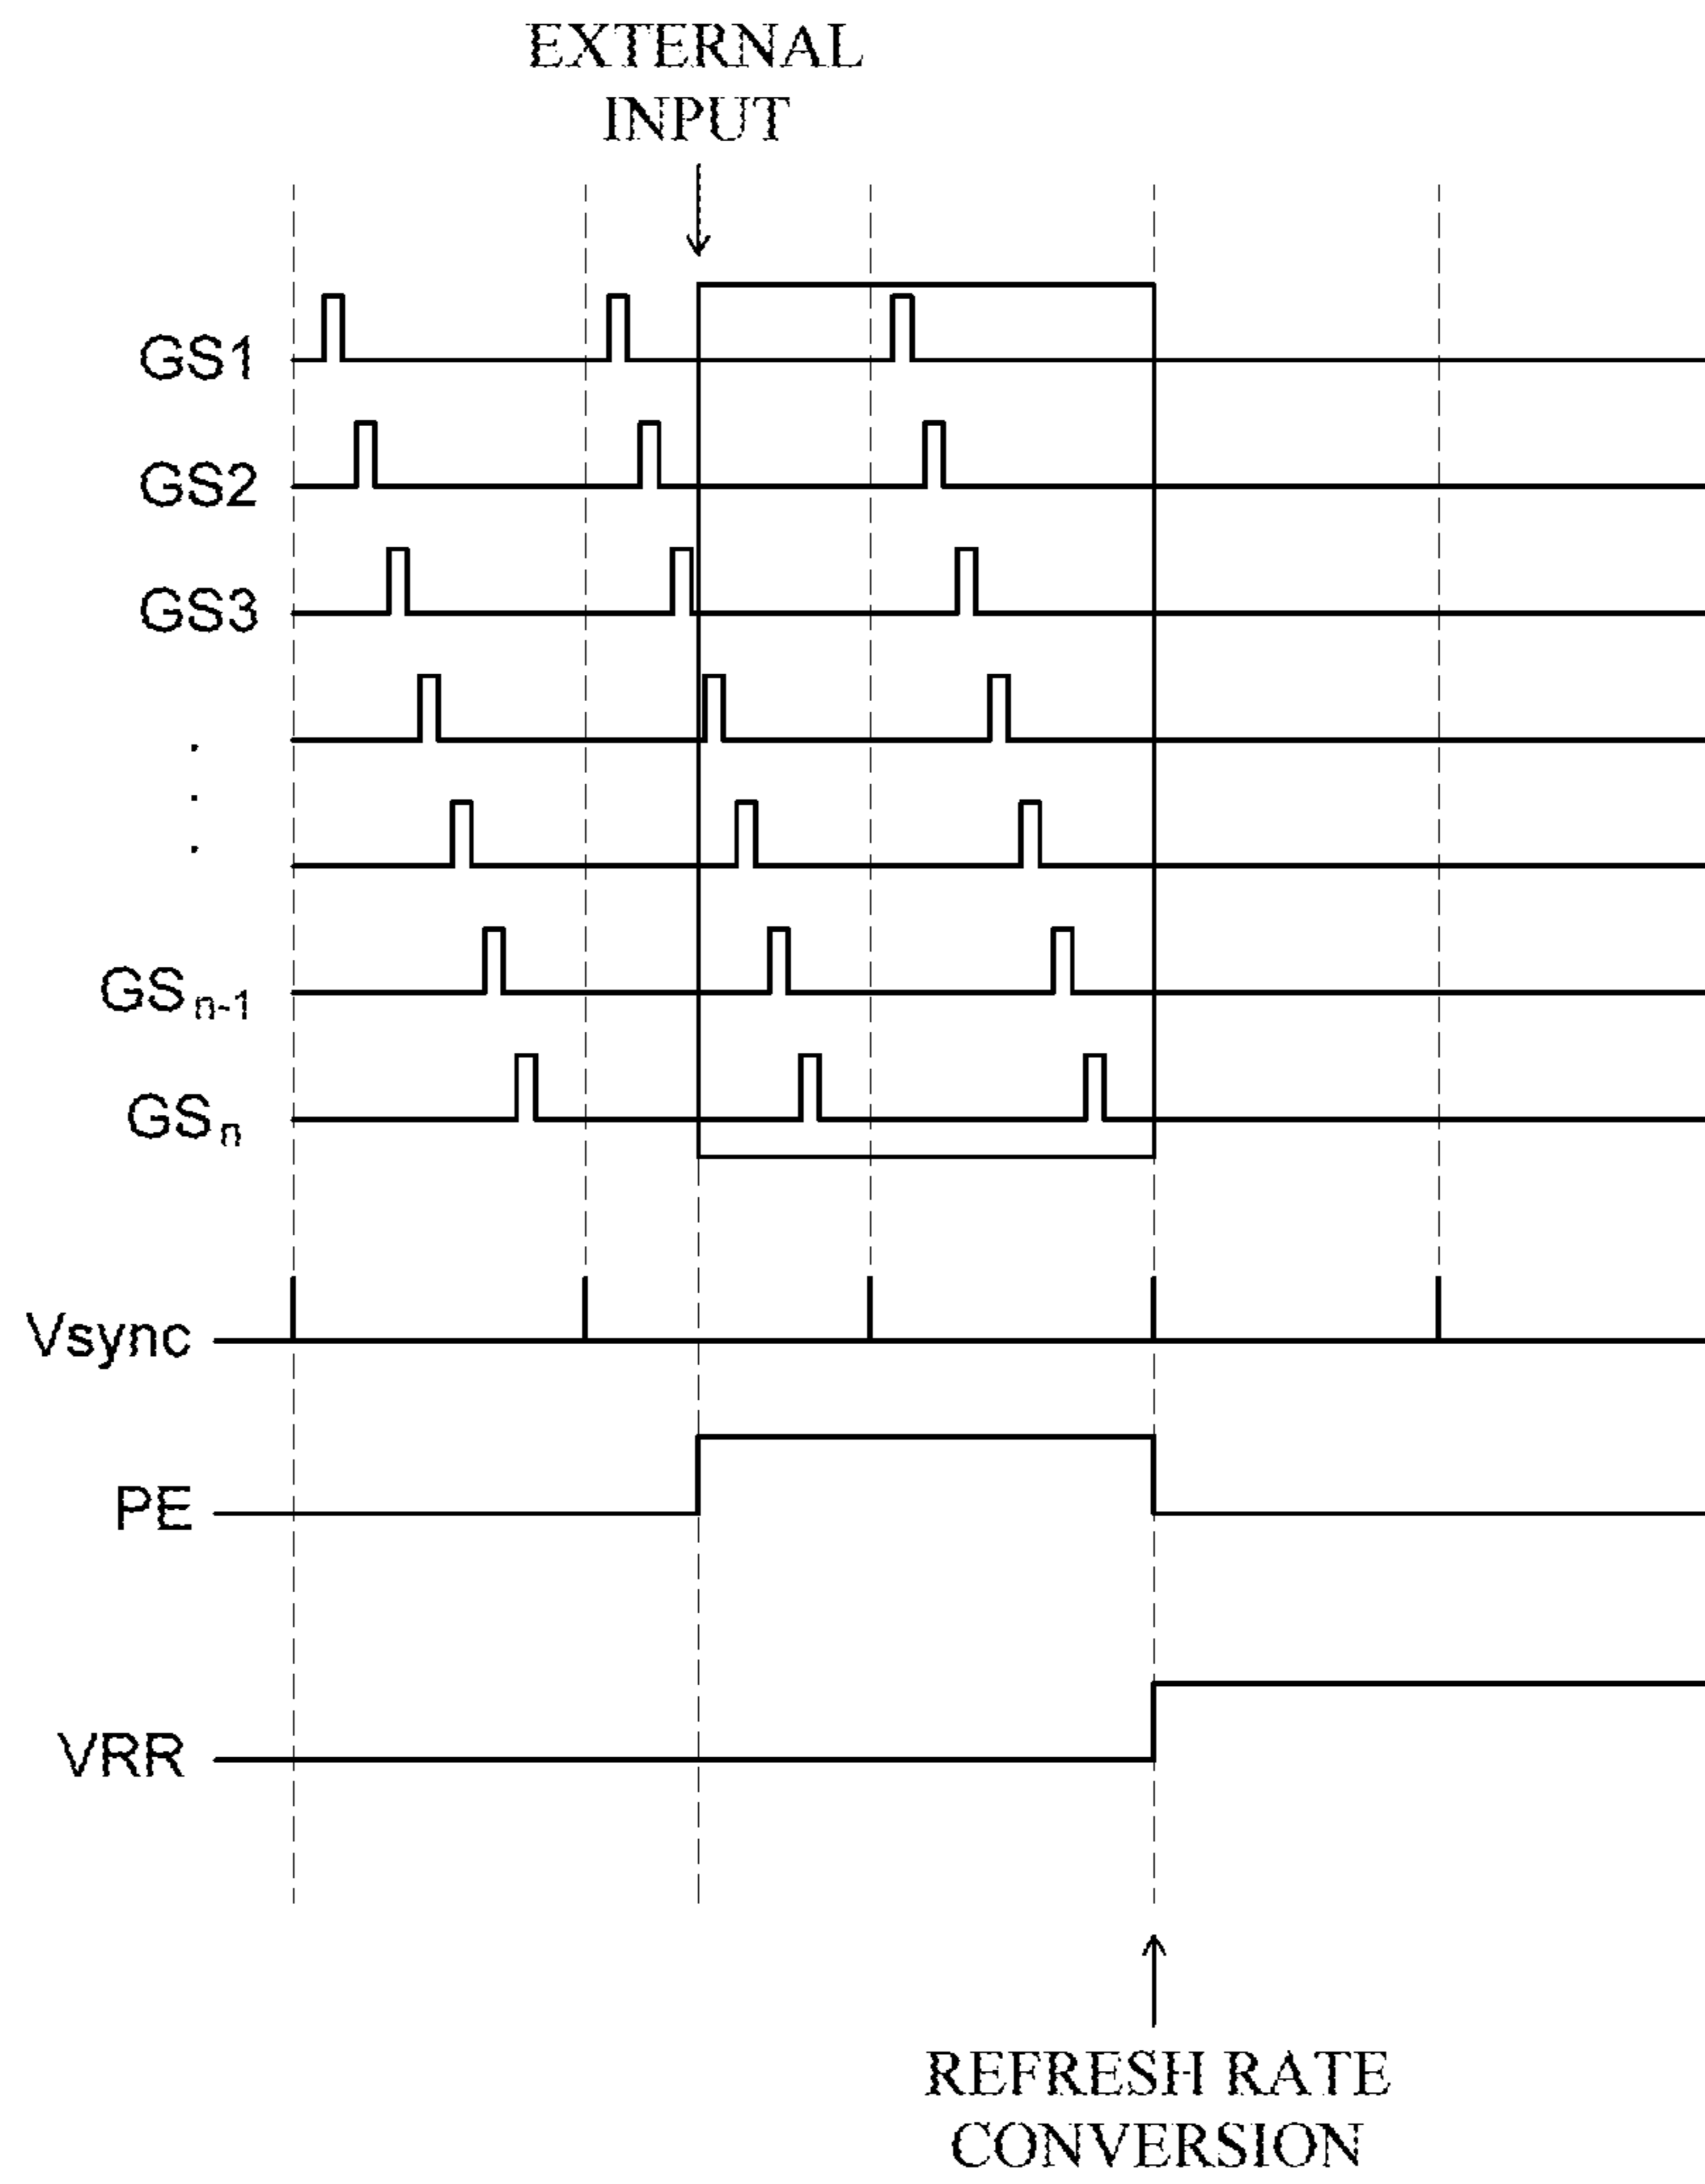 EXTERNAL
INPUT
GS1
GS2
GS3
.
.
.
GSn-1
GSn
Vsync
PE
VRR
REFRESH RATE
CONVERSION